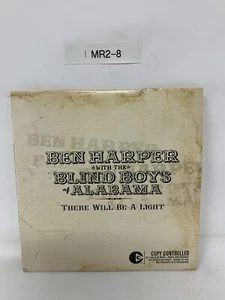 MR2-8
BEN HARPER
WITH THE
BLIND BOYS
of ALABAMA
THERE WILL BE A LIGHT
COPY CONTROLLED